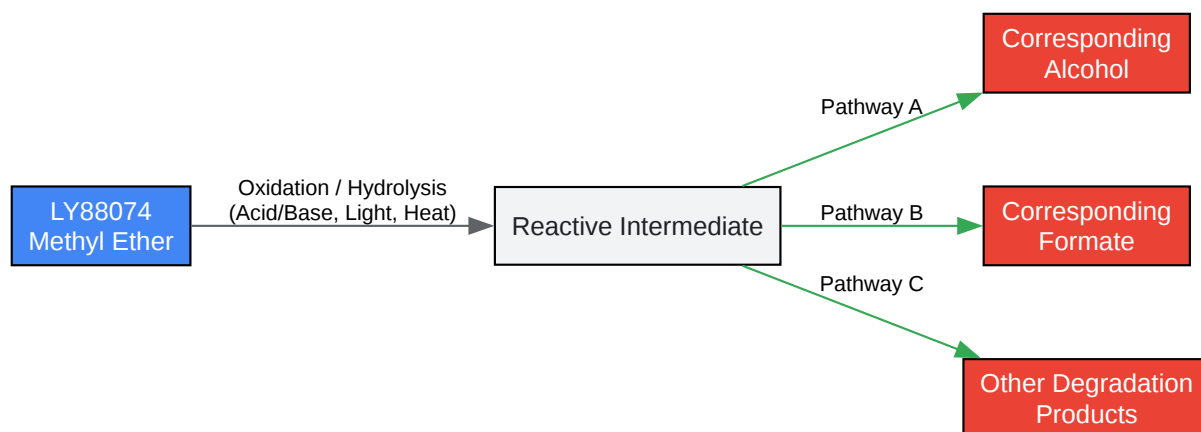 LY88074
Methyl Ether
Oxidation / Hydrolysis
(Acid/Base, Light, Heat)
Reactive Intermediate
Pathway A
Corresponding
Alcohol
Pathway B
Corresponding
Formate
Pathway C
Other Degradation
Products